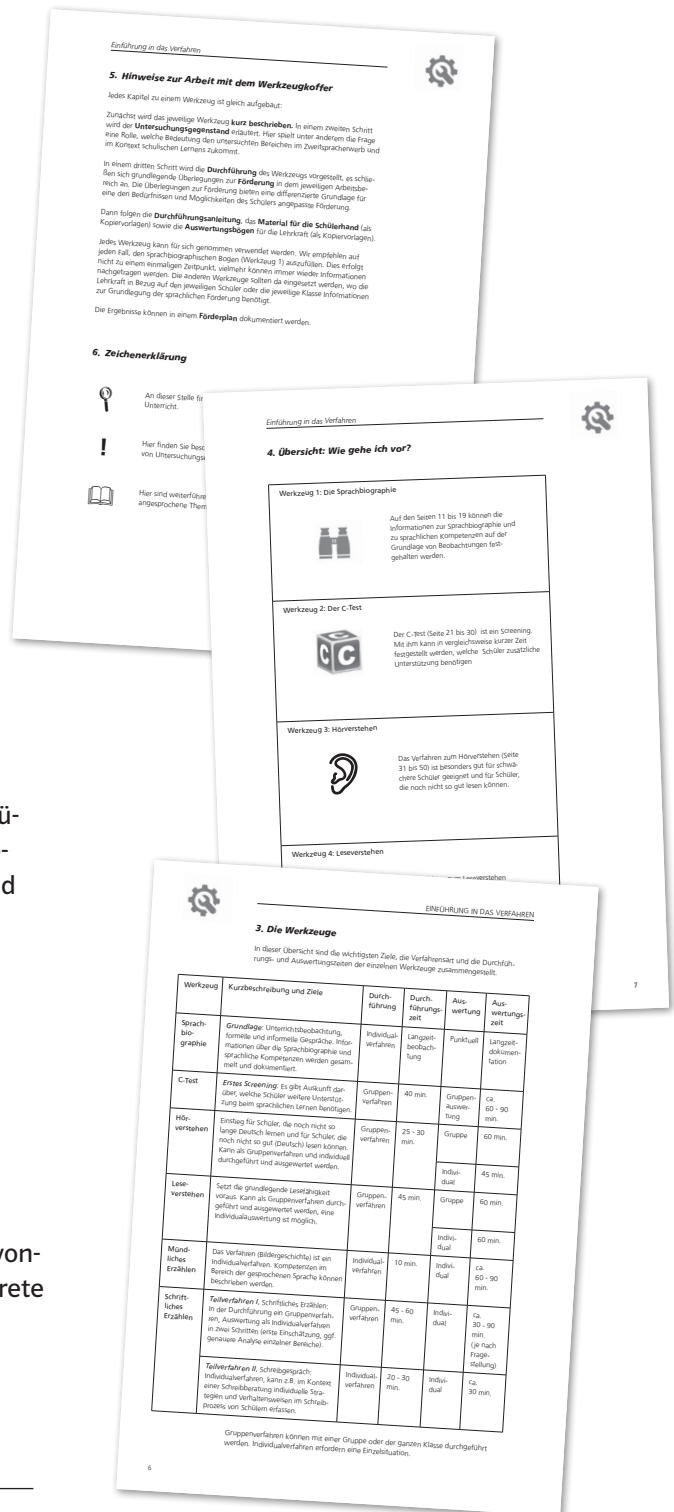 Einführung in das Verfahren
5. Hinweise zur Arbeit mit dem Werkzeugkoffer
Jedes Kapitel zu einem Werkzeug ist gleich aufgebaut:
Zunächst wird das jeweilige Werkzeug kurz beschrieben. In einem zweiten Schritt
wird der Untersuchungsgegenstand erläutert. Hier spielt unter anderem die Frage
eine Rolle, welche Bedeutung den untersuchten Bereichen im Zweitspracherwerb und
im Kontext schulischen Lernens zukommt.
In einem dritten Schritt wird die Durchführung des Werkzeugs vorgestellt, es schlie-
ßen sich grundlegende Überlegungen zur Förderung in dem jeweiligen Arbeitsbe-
reich an. Die Überlegungen zur Förderung bieten eine differenzierte Grundlage für
eine den Bedürfnissen und Möglichkeiten des Schülers angepasste Förderung.
Dann folgen die Durchführungsanleitung, das Material für die Schülerhand (als
Kopiervorlagen) sowie die Auswertungsbögen für die Lehrkraft (als Kopiervorlagen).
Jedes Werkzeug kann für sich genommen verwendet werden. Wir empfehlen auf
jeden Fall, den sprachbiographischen Bogen (Werkzeug 1) auszufüllen. Dies erfolgt
nicht zu einem einmaligen Zeitpunkt, vielmehr können immer wieder Informationen
nachgetragen werden. Die anderen Werkzeuge sollten da eingesetzt werden, wo die
Lehrkraft in Bezug auf den jeweiligen Schüler oder die jeweilige Klasse Informationen
zur Grundlegung der sprachlichen Förderung benötigt.
Die Ergebnisse können in einem Förderplan dokumentiert werden.
6. Zeichenerklärung
An dieser Stelle
Unterricht.
! Hier finden Sie
von
Hier sind
angesprochene
Einführung in das Verfahren
4. Übersicht: Wie gehe ich vor?
Werkzeug 1: Die Sprachbiographie
Auf den Seiten 11 bis 19 können die
Informationen zur Sprachbiographie und
zu sprachlichen Kompetenzen auf der
Grundlage von Beobachtungen fest-
gehalten werden.
Werkzeug 2: Der C-Test
C C
Der C-Test (Seite 21 bis 30) ist ein Screening.
Mit ihm kann in vergleichsweise kurzer Zeit
festgestellt werden, welche Schüler zusätzliche
Unterstützung benötigen
Werkzeug 3: Hörverstehen
Das Verfahren zum Hörverstehen (Seite
31 bis 50) ist besonders gut für schwä-
chere Schüler geeignet und für Schüler,
die noch nicht so gut lesen können.
Werkzeug 4: Leseverstehen
zum Leseverstehen
7
ü-
-
d
von-
rete
EINFÜHRUNG IN DAS VERFAHREN
3. Die Werkzeuge
In dieser Übersicht sind die wichtigsten Ziele, die Verfahrensart und die Durchfüh-
rungs- und Auswertungszeiten der einzelnen Werkzeuge zusammengestellt.
Werkzeug
Kurzbeschreibung und Ziele
Durch-
führung
Durch-
führungs-
zeit
Aus-
wertung
Aus-
wertungs-
zeit
Sprach-
bio-
graphie
Grundlage: Unterrichtsbeobachtung,
formelle und informelle Gespräche. Infor-
mationen über die Sprachbiographie und
sprachliche Kompetenzen werden gesam-
melt und dokumentiert.
Individual-
verfahren
Langzeit-
beobach-
tung
Punktuell
Langzeit-
dokumen-
tation
C-Test
Erstes Screening: Es gibt Auskunft dar-
über, welche Schüler weitere Unterstüt-
zung beim sprachlichen Lernen benötigen.
Gruppen-
verfahren
40 min.
Gruppen-
auswer-
tung
ca.
60 - 90
min.
Hör-
verstehen
Einstieg für Schüler, die noch nicht so
lange Deutsch lernen und für Schüler, die
noch nicht so gut (Deutsch) lesen können.
Kann als Gruppenverfahren und individuell
durchgeführt und ausgewertet werden.
Gruppen-
verfahren
25 - 30
min.
Gruppe
60 min.
Indivi-
dual
45 min.
Lese-
verstehen
Setzt die grundlegende Lesefähigkeit
voraus. Kann als Gruppenverfahren durch-
geführt und ausgewertet werden, eine
Individualauswertung ist möglich.
Gruppen-
verfahren
45 min.
Gruppe
60 min.
Indivi-
dual
60 min.
Münd-
liches
Erzählen
Das Verfahren (Bildergeschichte) ist ein
Individualverfahren. Kompetenzen im
Bereich der gesprochenen Sprache können
beschrieben werden.
Individual-
verfahren
10 min.
Indivi-
dual
ca.
60 - 90
min.
Schrift-
liches
Erzählen
Teilverfahren I, Schriftliches Erzählen:
In der Durchführung ein Gruppenverfah-
ren, Auswertung als Individualverfahren
in zwei Schritten (erste Einschätzung, ggf.
genauere Analyse einzelner Bereiche).
Gruppen-
verfahren
45 - 60
min.
Indivi-
dual
ca.
30 - 90
min.
(je nach
Frage-
stellung)
Teilverfahren II, Schreibgespräch:
Individualverfahren, kann z.B. im Kontext
einer Schreibberatung individuelle Stra-
tegien und Verhaltensweisen im Schreib-
prozess von Schülern erfassen.
Individual-
verfahren
20 - 30
min.
Indivi-
dual
ca.
30 min.
Gruppenverfahren können mit einer Gruppe oder der ganzen Klasse durchgeführt
werden. Individualverfahren erfordern eine Einzelsituation.
6